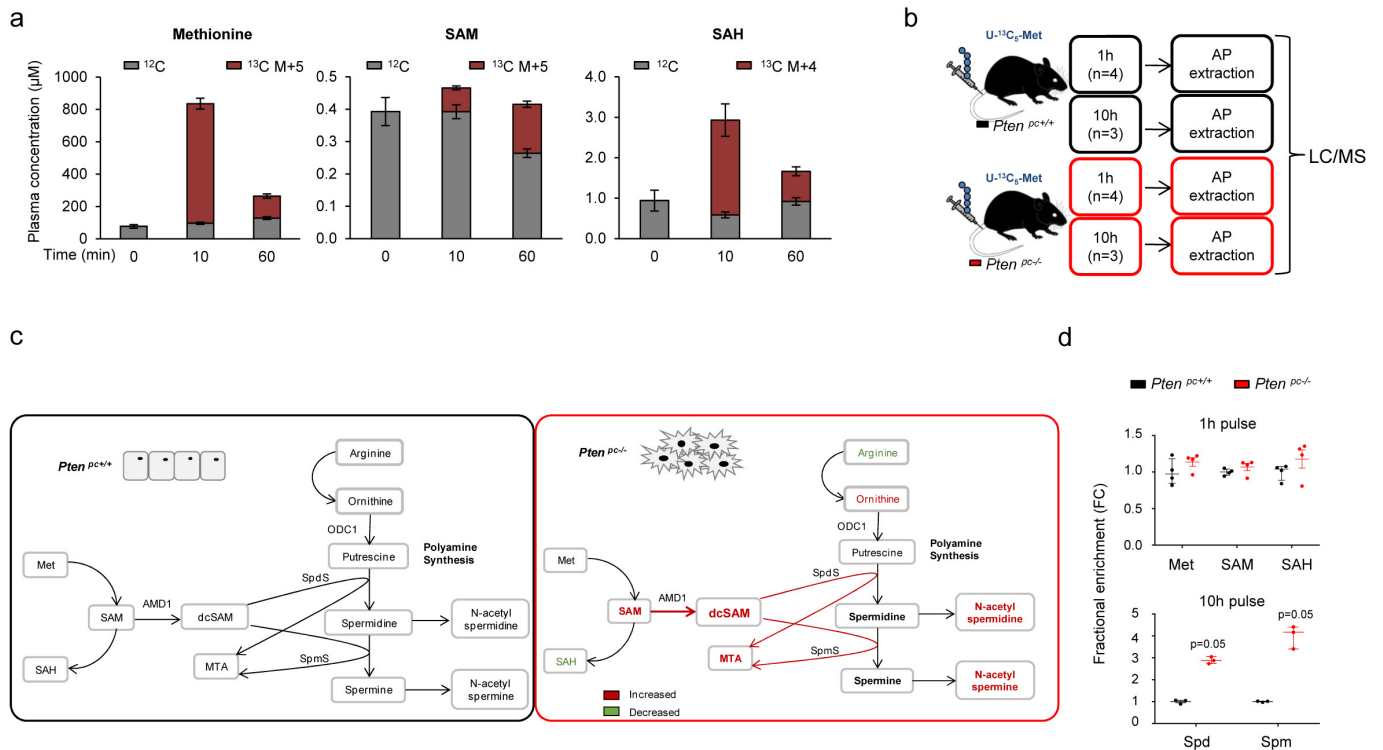 a
Methionine
SAM
SAH
¹²C
¹³C M+5
¹²C
¹³C M+5
¹²C
¹³C M+4
Plasma concentration (µM)
1000
800
600
400
200
0
0.5
0.4
0.3
0.2
0.1
0.0
4.0
3.0
2.0
1.0
0.0
Time (min)
0
10
60
0
10
60
0
10
60
b
U-¹³C₅-Met
Pten pc+/+
1h
(n=4)
AP
extraction
10h
(n=3)
AP
extraction
U-¹³C₅-Met
Pten pc-/-
1h
(n=4)
AP
extraction
10h
(n=3)
AP
extraction
LC/MS
c
Pten pc+/+
Arginine
Ornithine
ODC1
Putrescine
Polyamine
Synthesis
Met
SpdS
AMD1
SAM
dcSAM
Spermidine
N-acetyl
spermidine
SAH
MTA
SpmS
Spermine
N-acetyl
spermine
Pten pc-/-
Arginine
Ornithine
ODC1
Putrescine
Polyamine
Synthesis
Met
SpdS
AMD1
SAM
dcSAM
Spermidine
N-acetyl
spermidine
SAH
MTA
SpmS
Spermine
N-acetyl
spermine
Increased
Decreased
d
Pten pc+/+
Pten pc-/-
Fractional enrichment (FC)
1h pulse
1.5
1.0
0.5
0.0
Met
SAM
SAH
10h pulse
5
4
3
2
1
0
p=0.05
p=0.05
Spd
Spm